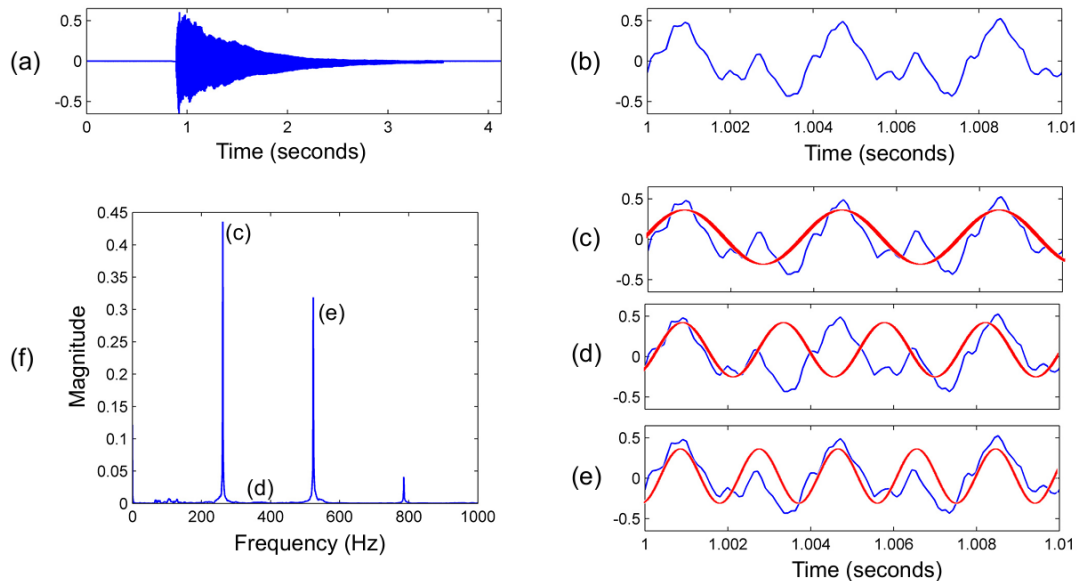 (a)
0.5
0
-0.5
0 1 2 3 4
Time (seconds)
(b)
0.5
0
-0.5
1 1.002 1.004 1.006 1.008 1.01
Time (seconds)
(f)
Magnitude
0.45
0.4
0.35
0.3
0.25
0.2
0.15
0.1
0.05
0
(c)
(e)
(d)
0 200 400 600 800 1000
Frequency (Hz)
(c)
0.5
0
-0.5
(d)
0.5
0
-0.5
(e)
0.5
0
-0.5
1 1.002 1.004 1.006 1.008 1.01
Time (seconds)